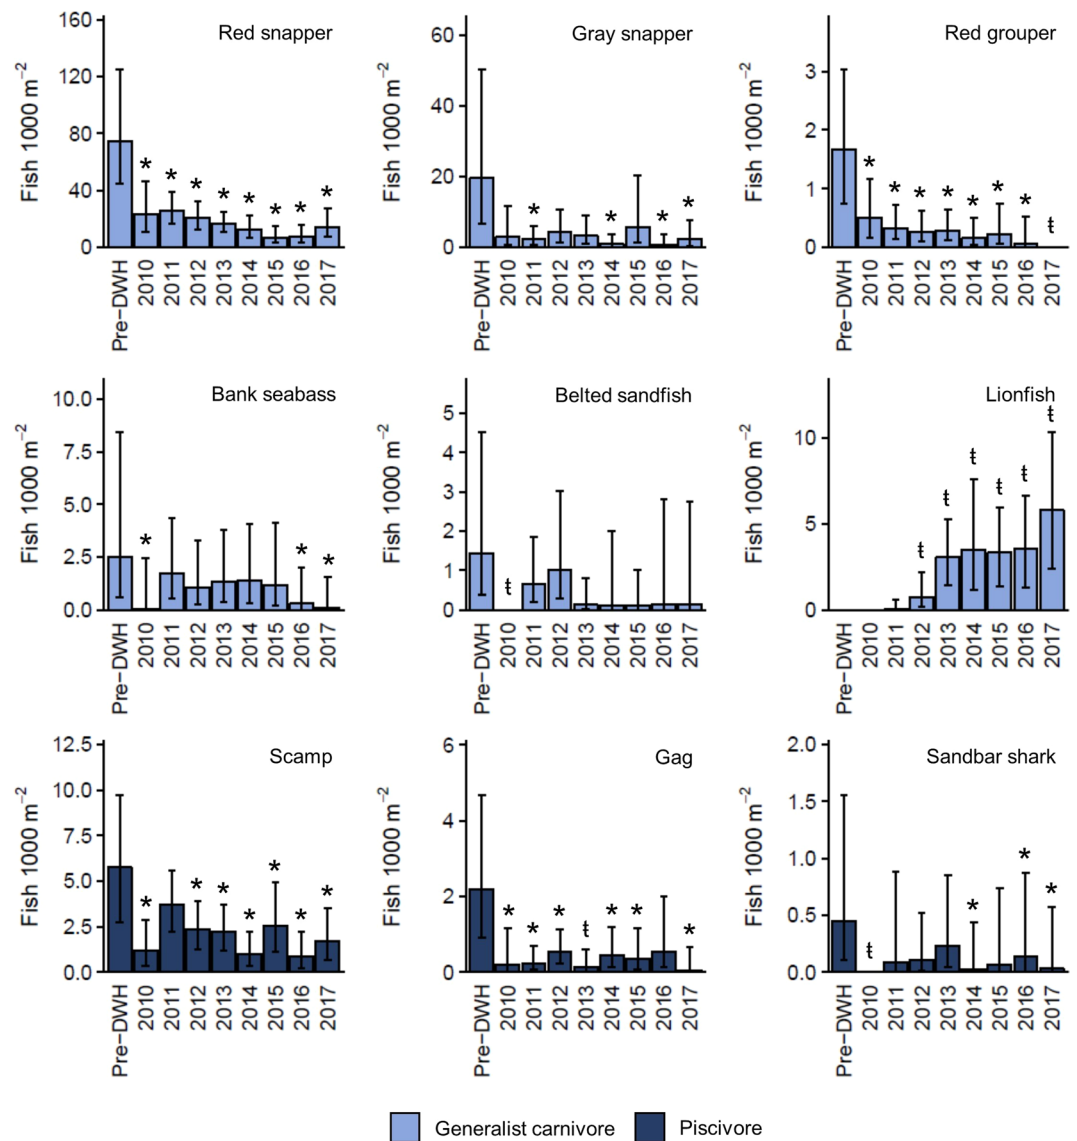 Red snapper
Fish 1000 m−2
160
120
80
40
0
* * * * * * * *
Pre−DWH 2010 2011 2012 2013 2014 2015 2016 2017
Gray snapper
Fish 1000 m−2
60
40
20
0
* * * *
Pre−DWH 2010 2011 2012 2013 2014 2015 2016 2017
Red grouper
Fish 1000 m−2
3
2
1
0
* * * * * * * ŧ
Pre−DWH 2010 2011 2012 2013 2014 2015 2016 2017
Bank seabass
Fish 1000 m−2
10.0
7.5
5.0
2.5
0.0
* * *
Pre−DWH 2010 2011 2012 2013 2014 2015 2016 2017
Belted sandfish
Fish 1000 m−2
5
4
3
2
1
0
ŧ
Pre−DWH 2010 2011 2012 2013 2014 2015 2016 2017
Lionfish
Fish 1000 m−2
10
5
0
ŧ ŧ ŧ ŧ ŧ ŧ
Pre−DWH 2010 2011 2012 2013 2014 2015 2016 2017
Scamp
Fish 1000 m−2
12.5
10.0
7.5
5.0
2.5
0.0
* * * * * * *
Pre−DWH 2010 2011 2012 2013 2014 2015 2016 2017
Gag
Fish 1000 m−2
6
4
2
0
* * * ŧ * * *
Pre−DWH 2010 2011 2012 2013 2014 2015 2016 2017
Sandbar shark
Fish 1000 m−2
2.0
1.5
1.0
0.5
0.0
ŧ * * *
Pre−DWH 2010 2011 2012 2013 2014 2015 2016 2017
Generalist carnivore
Piscivore